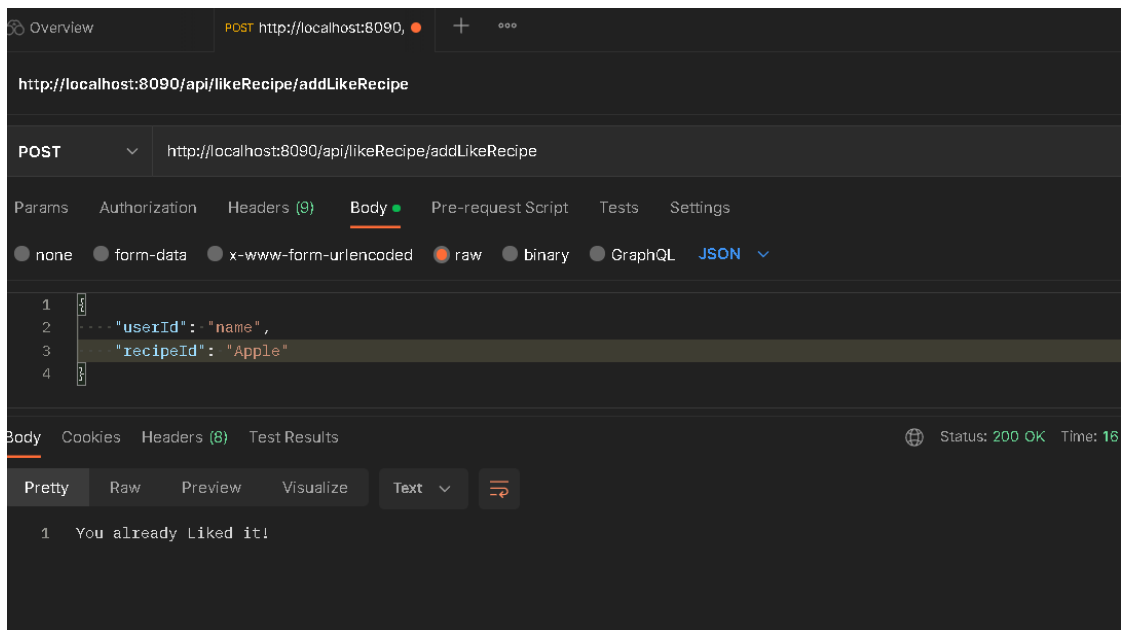 Overview POST http://localhost:8090,
http://localhost:8090/api/likeRecipe/addLikeRecipe
POST http://localhost:8090/api/likeRecipe/addLikeRecipe
Params Authorization Headers (9) Body Pre-request Script Tests Settings
none form-data x-www-form-urlencoded raw binary GraphQL JSON
1 {
2 "userId": "name",
3 "recipeId": "Apple"
4 }
Body Cookies Headers (8) Test Results Status: 200 OK Time: 16
Pretty Raw Preview Visualize Text
1 You already Liked it!